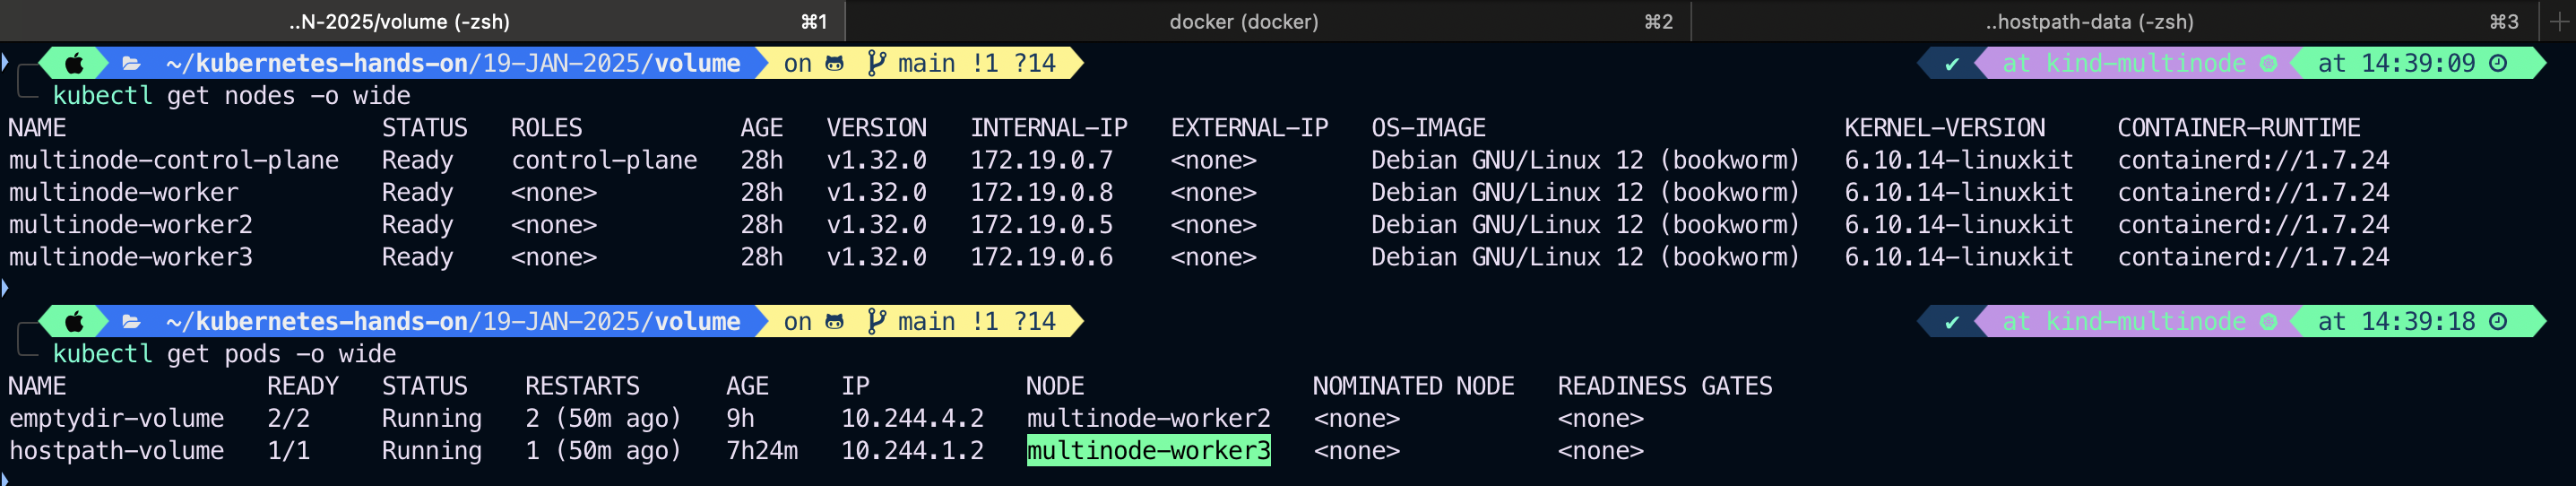 ..N-2025/volume (-zsh) ⌘1 docker (docker) ⌘2 ..hostpath-data (-zsh) ⌘3 +
~/kubernetes-hands-on/19-JAN-2025/volume on main !1 ?14 ✔ at kind-multinode at 14:39:09
kubectl get nodes -o wide
NAME STATUS ROLES AGE VERSION INTERNAL-IP EXTERNAL-IP OS-IMAGE KERNEL-VERSION CONTAINER-RUNTIME
multinode-control-plane Ready control-plane 28h v1.32.0 172.19.0.7 <none> Debian GNU/Linux 12 (bookworm) 6.10.14-linuxkit containerd://1.7.24
multinode-worker Ready <none> 28h v1.32.0 172.19.0.8 <none> Debian GNU/Linux 12 (bookworm) 6.10.14-linuxkit containerd://1.7.24
multinode-worker2 Ready <none> 28h v1.32.0 172.19.0.5 <none> Debian GNU/Linux 12 (bookworm) 6.10.14-linuxkit containerd://1.7.24
multinode-worker3 Ready <none> 28h v1.32.0 172.19.0.6 <none> Debian GNU/Linux 12 (bookworm) 6.10.14-linuxkit containerd://1.7.24
~/kubernetes-hands-on/19-JAN-2025/volume on main !1 ?14 ✔ at kind-multinode at 14:39:18
kubectl get pods -o wide
NAME READY STATUS RESTARTS AGE IP NODE NOMINATED NODE READINESS GATES
emptydir-volume 2/2 Running 2 (50m ago) 9h 10.244.4.2 multinode-worker2 <none> <none>
hostpath-volume 1/1 Running 1 (50m ago) 7h24m 10.244.1.2 multinode-worker3 <none> <none>